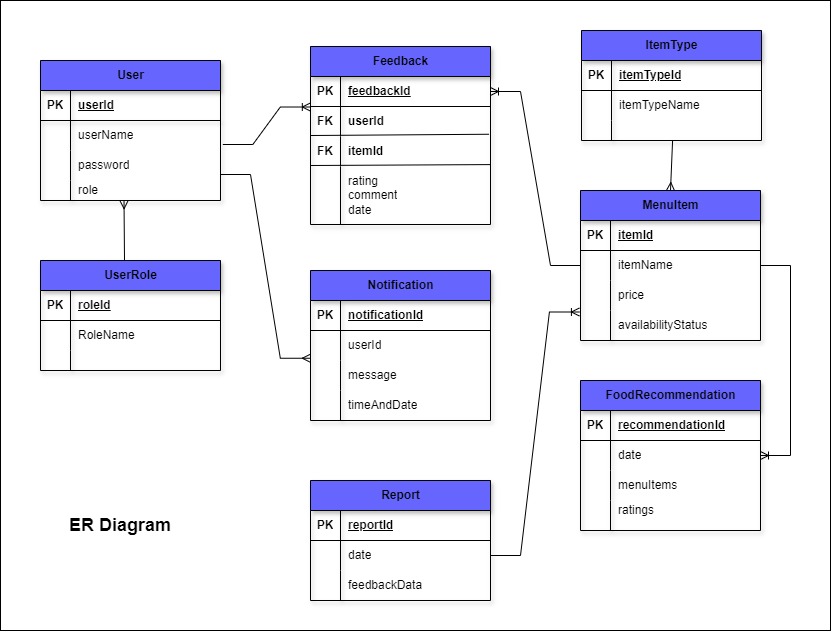 User
PK userId
userName
password
role
UserRole
PK roleId
RoleName
Feedback
PK feedbackId
FK userId
FK itemId
rating
comment
date
Notification
PK notificationId
userId
message
timeAndDate
Report
PK reportId
date
feedbackData
ItemType
PK itemTypeId
itemTypeName
MenuItem
PK itemId
itemName
price
availabilityStatus
FoodRecommendation
PK recommendationId
date
menuItems
ratings
ER Diagram